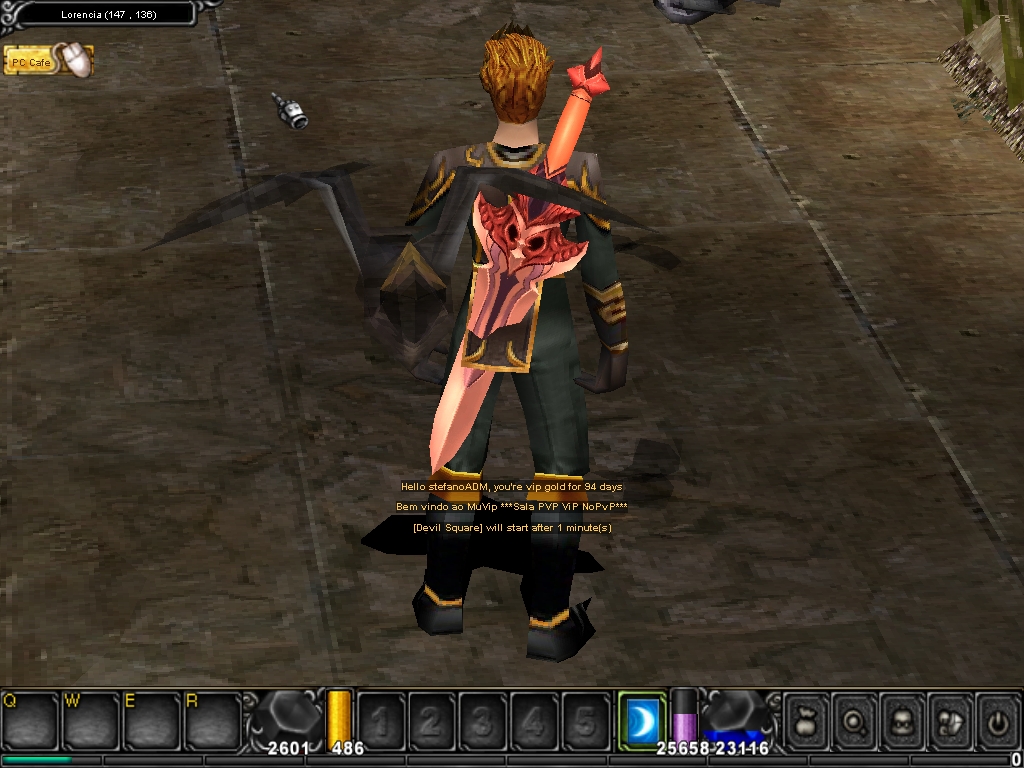 Lorencia (147 , 136)
PC Cafe
Hello stefanoADM, you're vip gold for 94 days
Bem vindo ao MuVip ***Sala PVP ViP NoPvP***
[Devil Square] will start after 1 minute(s)
Q W E R 1 2 3 4 5
2601 486 25658 23116
0